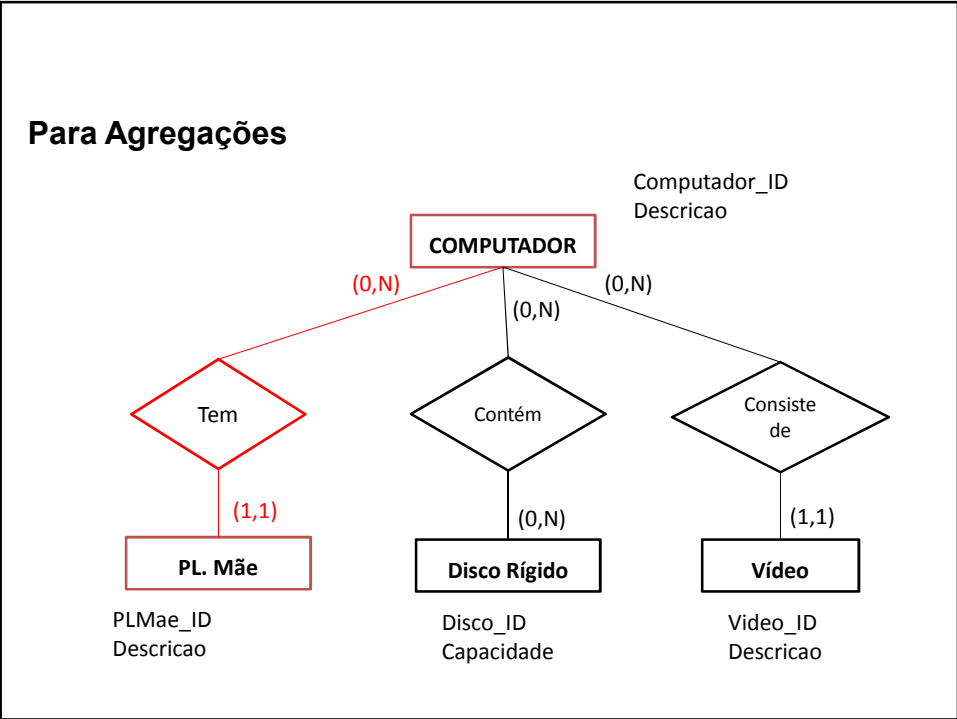 Para Agregações
Computador_ID
Descricao
COMPUTADOR
(0,N)
(0,N)
(0,N)
Tem
Contém
Consiste
de
(1,1)
(0,N)
(1,1)
PL. Mãe
Disco Rígido
Vídeo
PLMae_ID
Descricao
Disco_ID
Capacidade
Video_ID
Descricao